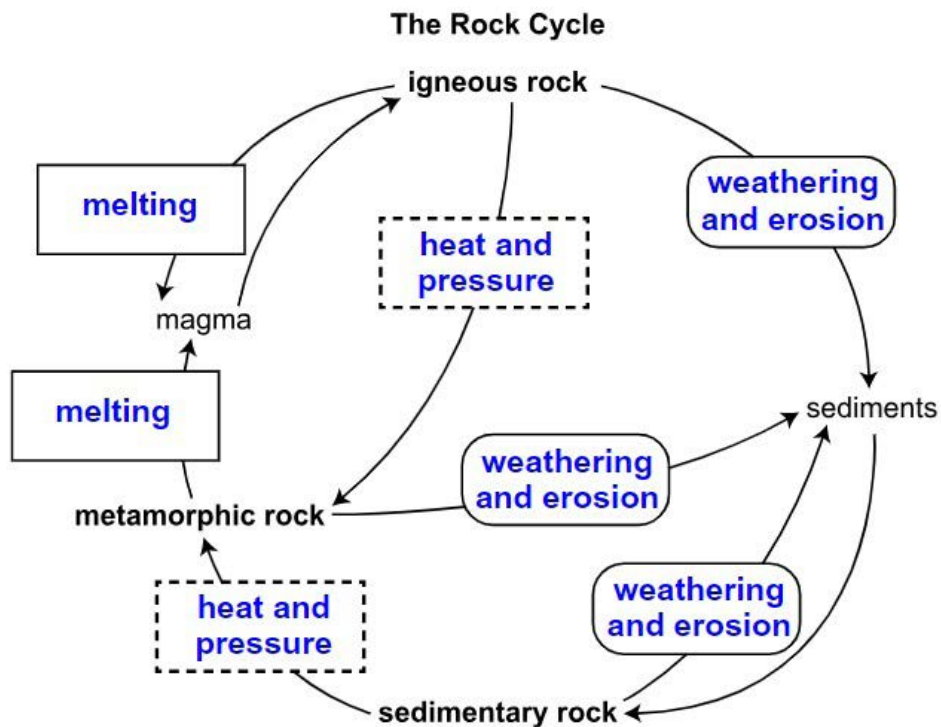 The Rock Cycle
igneous rock
melting
heat and
pressure
weathering
and erosion
magma
melting
sediments
weathering
and erosion
metamorphic rock
heat and
pressure
weathering
and erosion
sedimentary rock